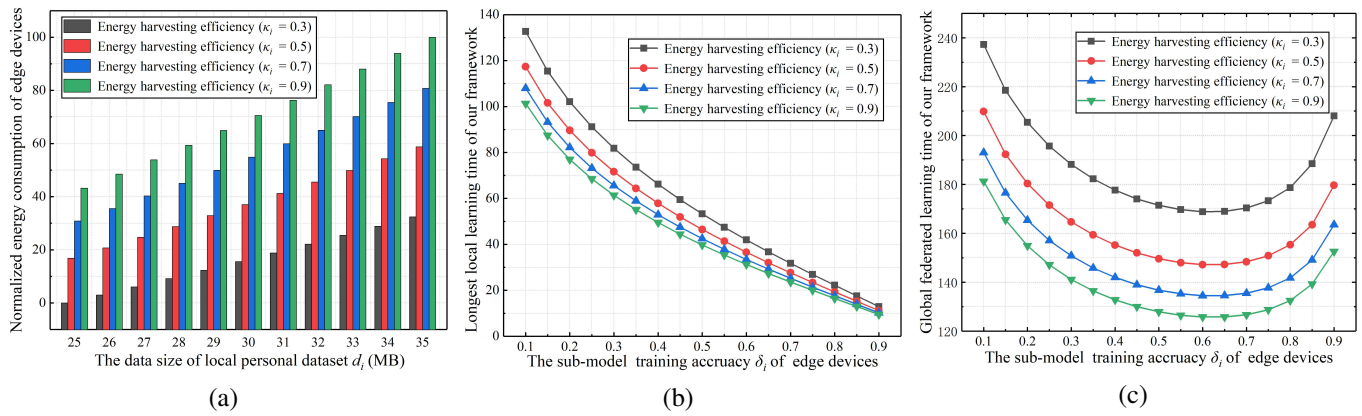 Normalized energy consumption of edge devices
100
80
60
40
20
0
Energy harvesting efficiency (κᵢ = 0.3)
Energy harvesting efficiency (κᵢ = 0.5)
Energy harvesting efficiency (κᵢ = 0.7)
Energy harvesting efficiency (κᵢ = 0.9)
25 26 27 28 29 30 31 32 33 34 35
The data size of local personal dataset dᵢ (MB)
(a)
Longest local learning time of our framework
140
120
100
80
60
40
20
0
Energy harvesting efficiency (κᵢ = 0.3)
Energy harvesting efficiency (κᵢ = 0.5)
Energy harvesting efficiency (κᵢ = 0.7)
Energy harvesting efficiency (κᵢ = 0.9)
0.1 0.2 0.3 0.4 0.5 0.6 0.7 0.8 0.9
The sub-model training accruacy δᵢ of edge devices
(b)
Global federated learning time of our framework
240
220
200
180
160
140
120
Energy harvesting efficiency (κᵢ = 0.3)
Energy harvesting efficiency (κᵢ = 0.5)
Energy harvesting efficiency (κᵢ = 0.7)
Energy harvesting efficiency (κᵢ = 0.9)
0.1 0.2 0.3 0.4 0.5 0.6 0.7 0.8 0.9
The sub-model training accruacy δᵢ of edge devices
(c)